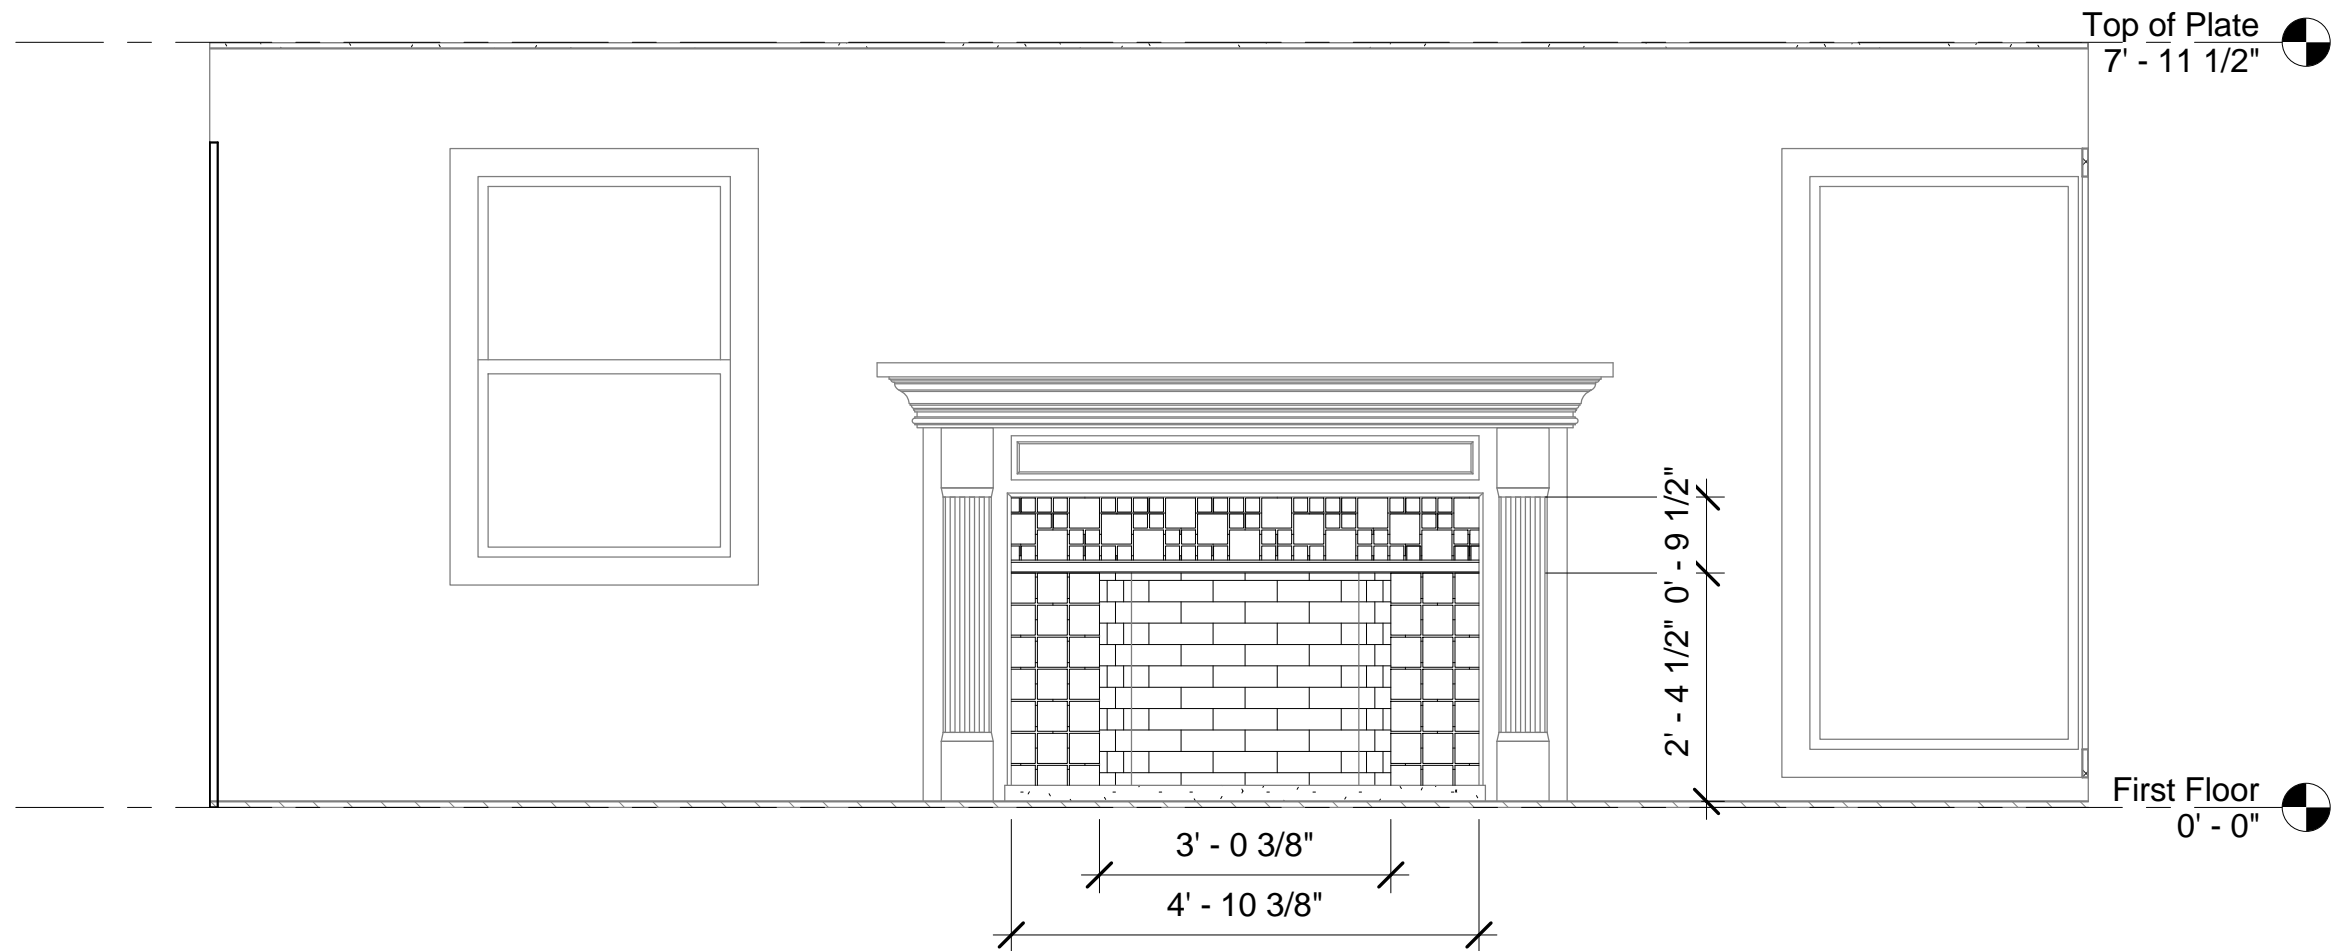 Top of Plate
7' - 11 1/2"
0' - 9 1/2"
2' - 4 1/2"
First Floor
0' - 0"
3' - 0 3/8"
4' - 10 3/8"